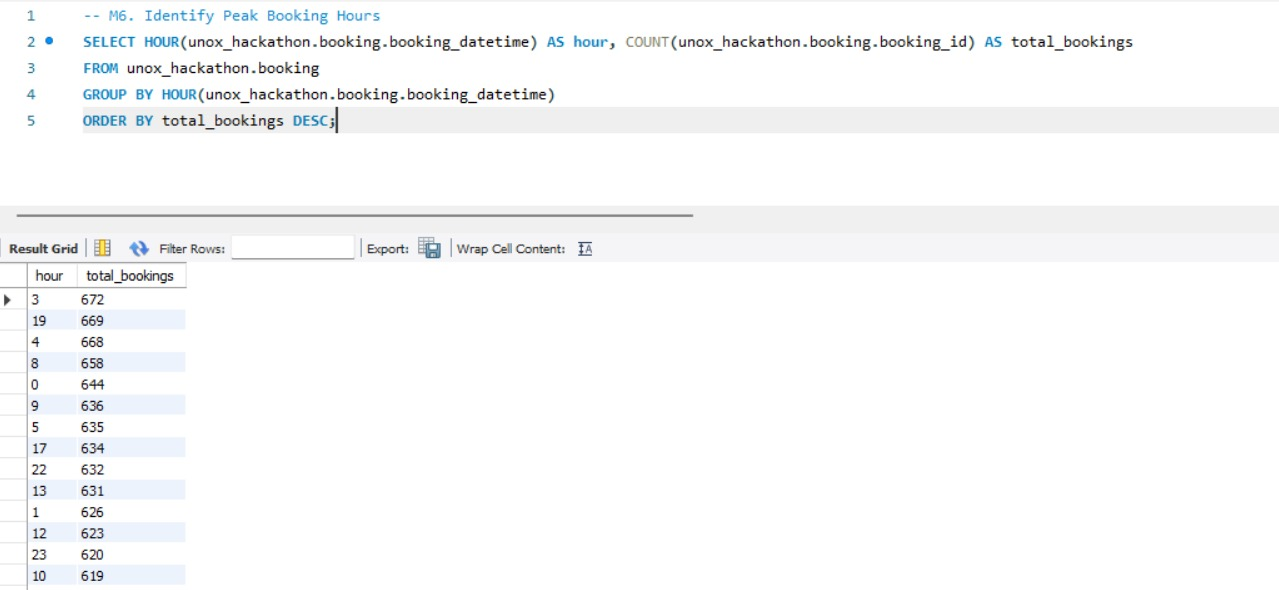 1 -- M6. Identify Peak Booking Hours
2 SELECT HOUR(unox_hackathon.booking.booking_datetime) AS hour, COUNT(unox_hackathon.booking.booking_id) AS total_bookings
3 FROM unox_hackathon.booking
4 GROUP BY HOUR(unox_hackathon.booking.booking_datetime)
5 ORDER BY total_bookings DESC;
Result Grid Filter Rows: Export: Wrap Cell Content: IA
hour total_bookings
3 672
19 669
4 668
8 658
0 644
9 636
5 635
17 634
22 632
13 631
1 626
12 623
23 620
10 619